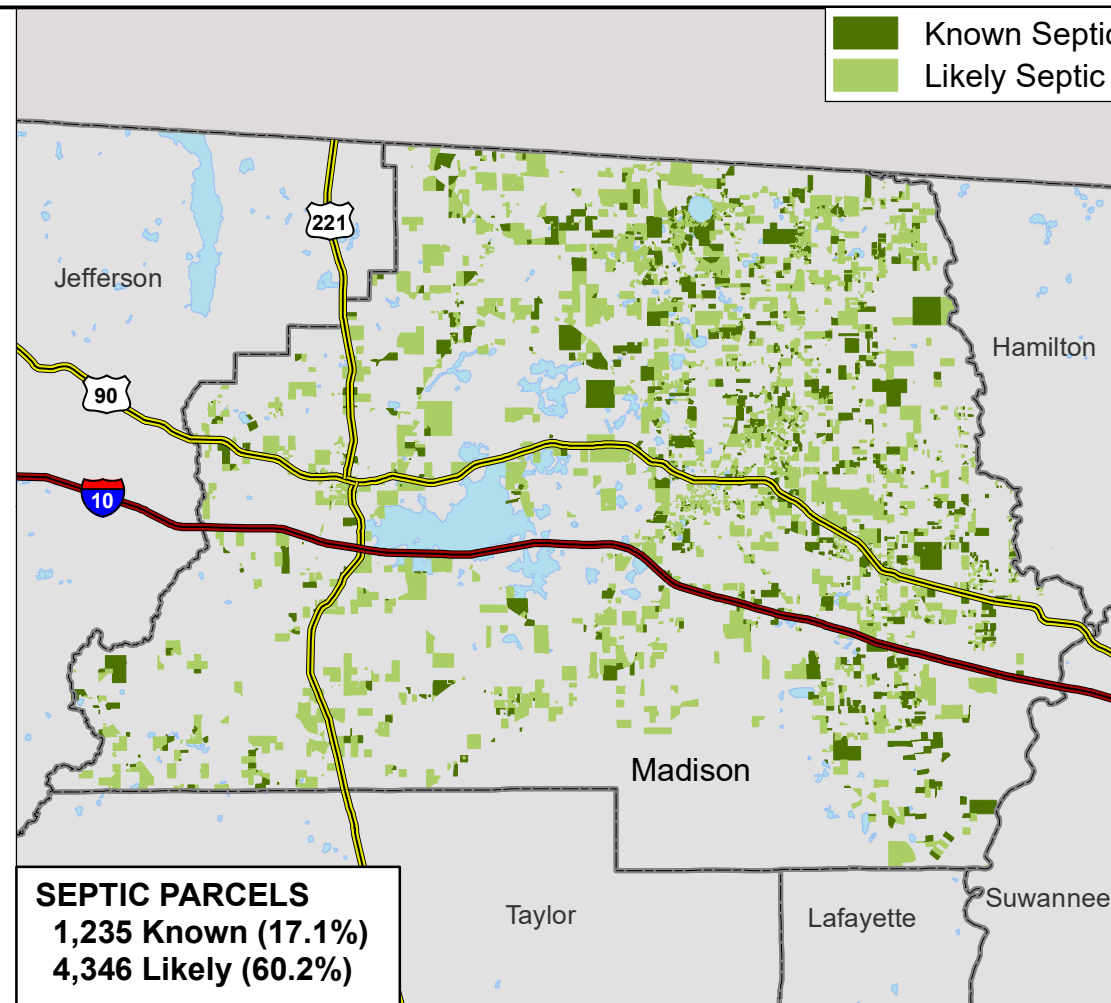 Known Septic
Likely Septic
221
Jefferson
Hamilton
90
10
Madison
SEPTIC PARCELS
1,235 Known (17.1%)
4,346 Likely (60.2%)
Taylor
Lafayette
Suwannee